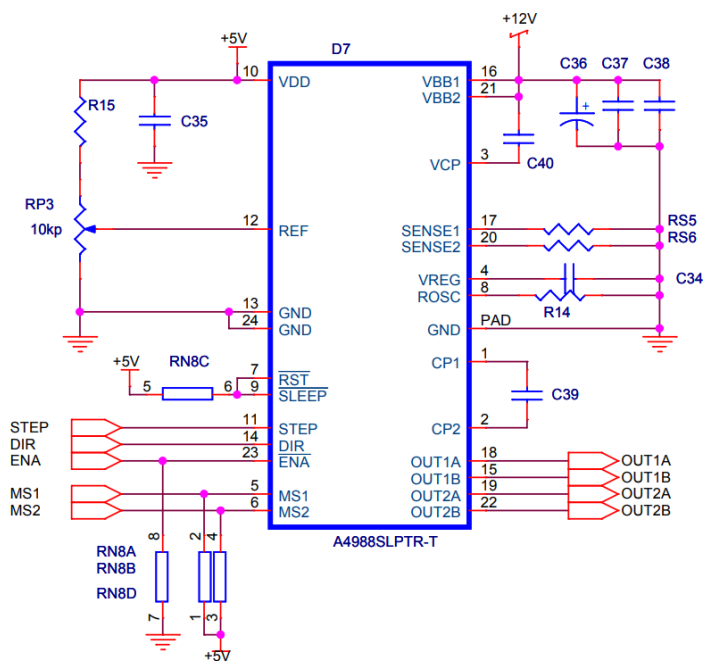 +12V
+5V
D7
10 VDD
VBB1 16
VBB2 21
C36 C37 C38
+
R15
C35
C40
VCP 3
RP3
10kp
12 REF
SENSE1 17
SENSE2 20
RS5
RS6
VREG 4
ROSC 8
C34
R14
13 GND
24 GND
GND PAD
+5V
RN8C
5 6
7 RST
9 SLEEP
CP1 1
C39
CP2 2
STEP 11 STEP
DIR 14 DIR
ENA 23 ENA
OUT1A 18 OUT1A
OUT1B 15 OUT1B
OUT2A 19 OUT2A
OUT2B 22 OUT2B
MS1 5 MS1
MS2 6 MS2
A4988SLPTR-T
RN8A
RN8B
RN8D
8 2 4
7 1 3
+5V